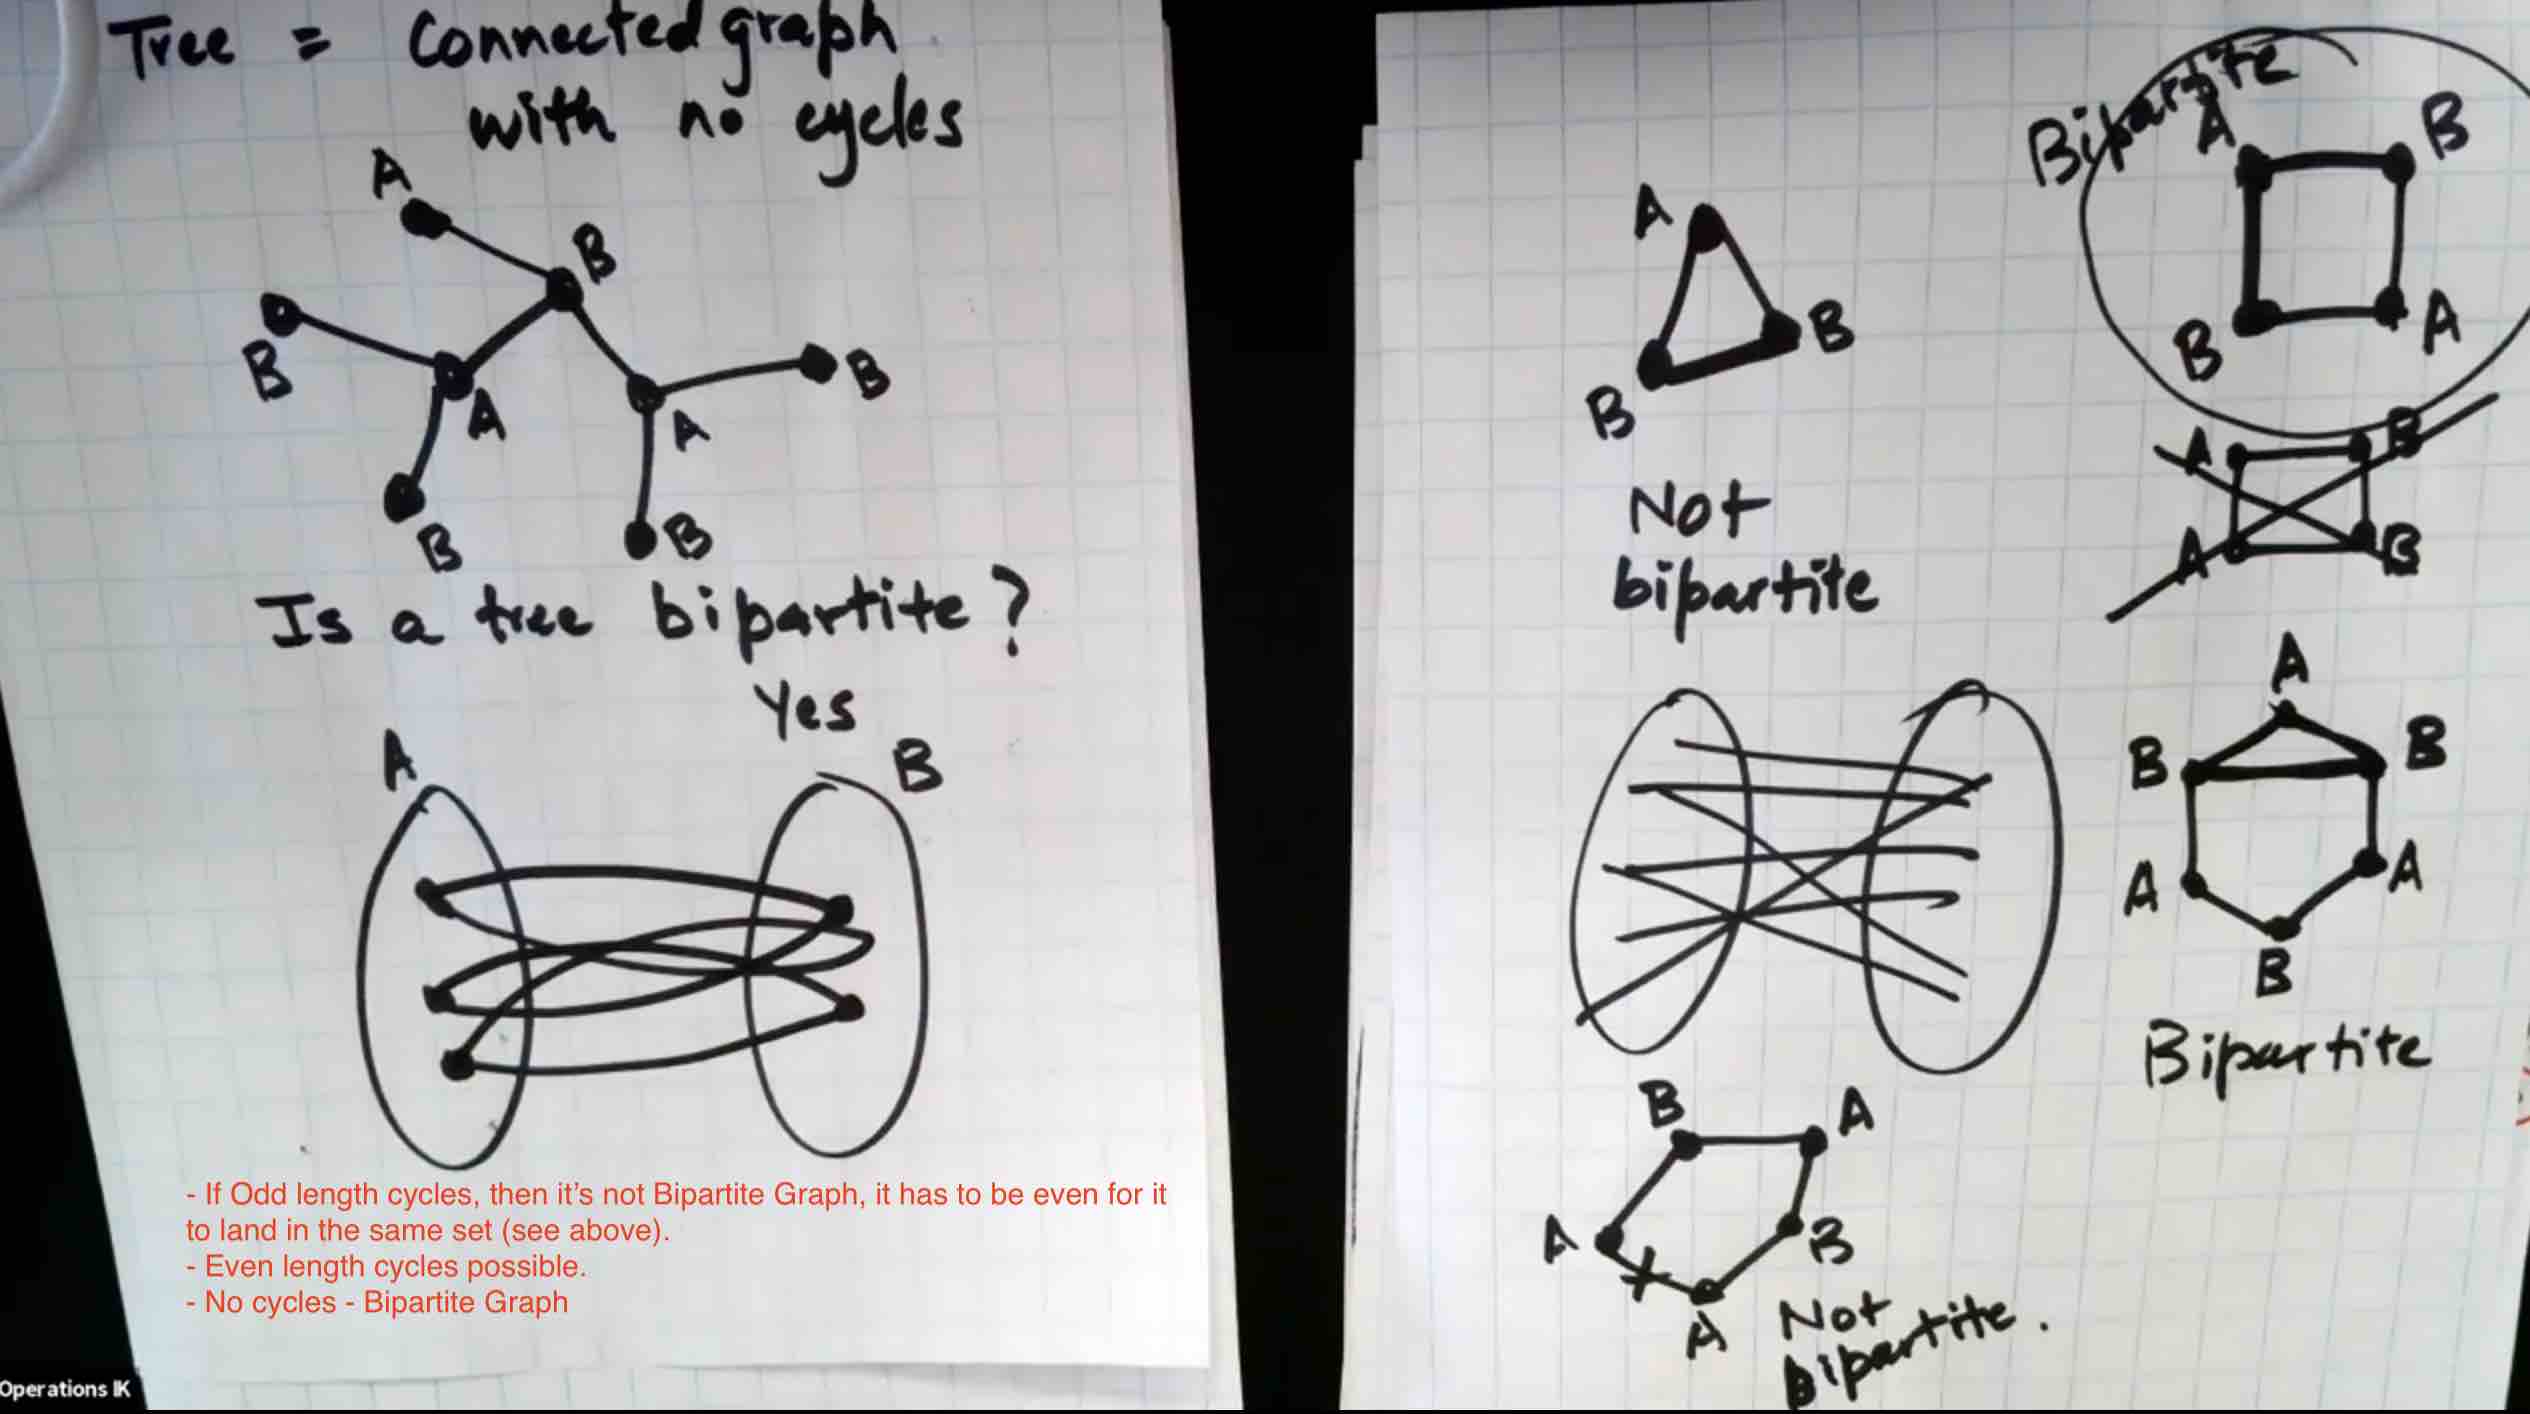 Tree = Connected graph
with no cycles
A
B
B
A
B
A
B
B
Is a tree bipartite?
Yes
A
B
- If Odd length cycles, then it's not Bipartite Graph, it has to be even for it
to land in the same set (see above).
- Even length cycles possible.
- No cycles - Bipartite Graph
Operations IK
Bipartite
A
B
B
A
A
B
B
Not
bipartite
A
B
A
B
A
B
B
A
A
B
Bipartite
B
A
A
B
A
Not
bipartite.